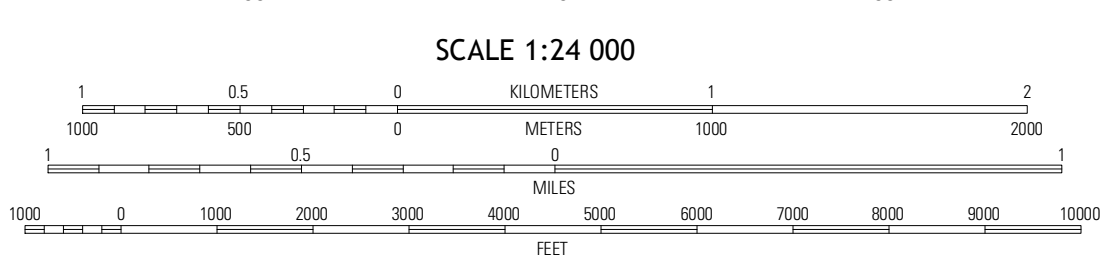 SCALE 1:24 000
1 0.5 0 KILOMETERS 1 2
1000 500 0 METERS 1000 2000
1 0.5 0 1
MILES
1000 0 1000 2000 3000 4000 5000 6000 7000 8000 9000 10000
FEET